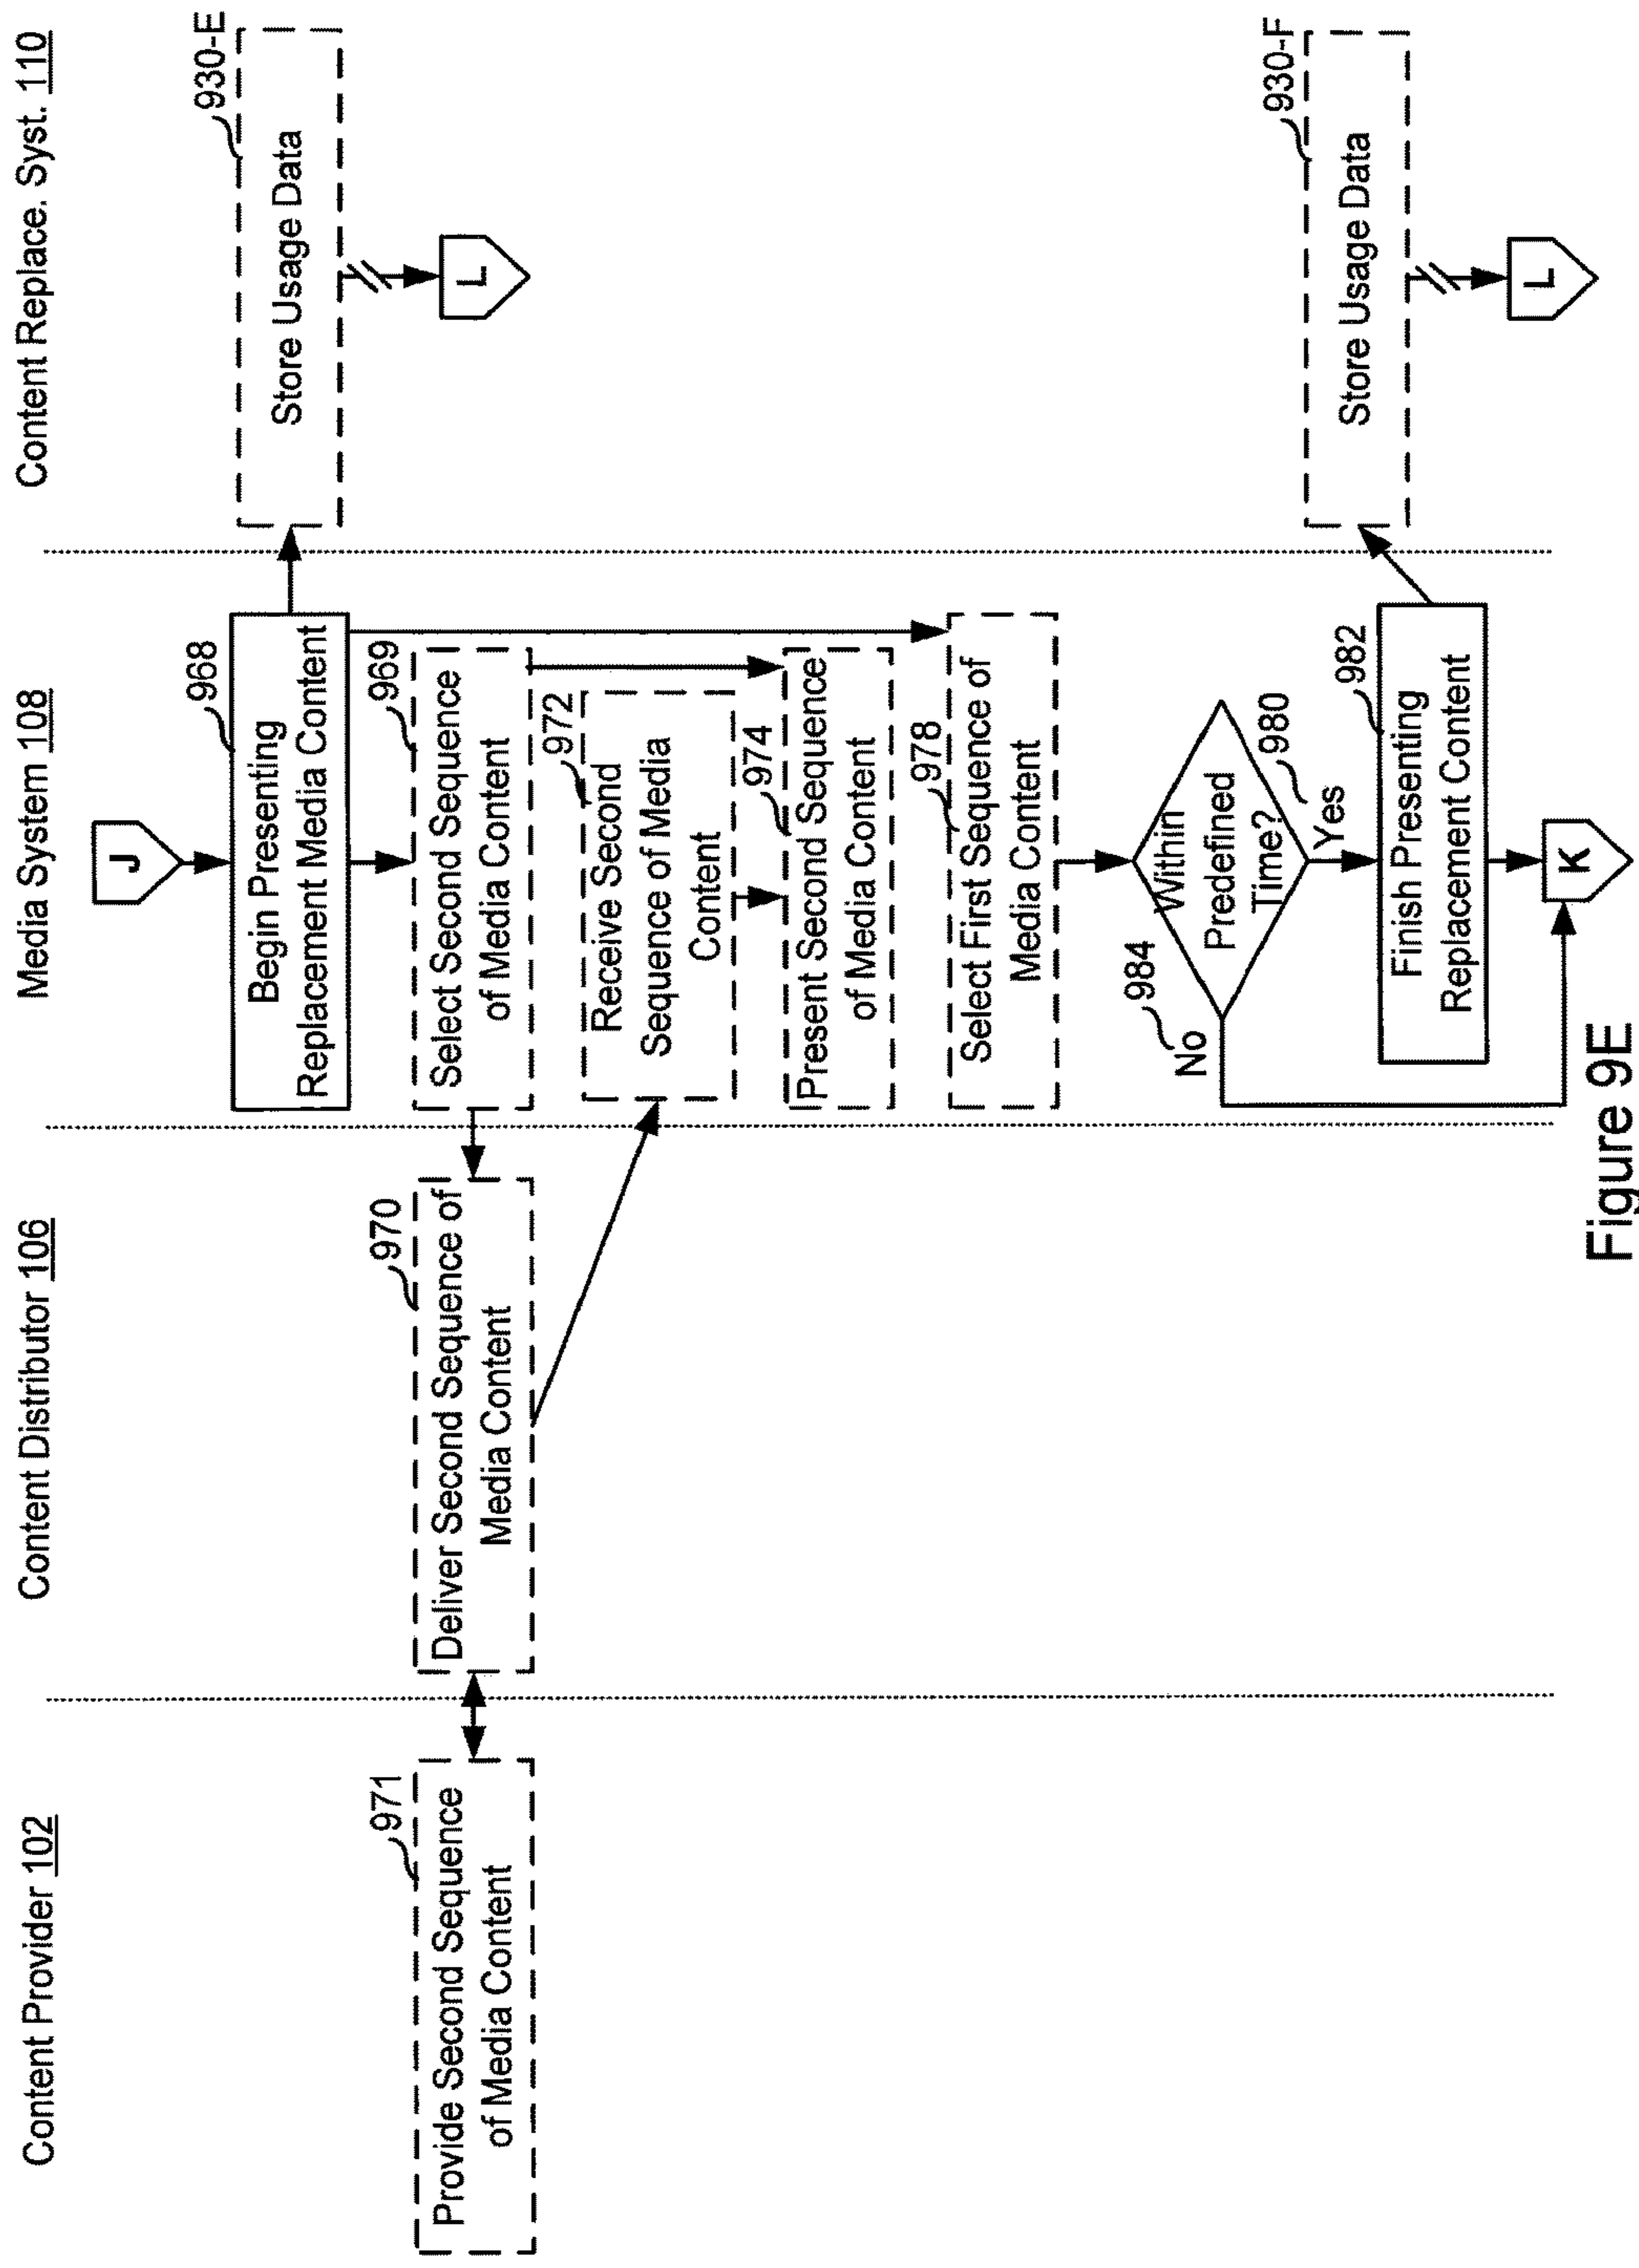 Content Provider 102
Content Distributor 106
Media System 108
Content Replace. Syst. 110
J
968
Begin Presenting
Replacement Media Content
930-E
Store Usage Data
L
971
Provide Second Sequence
of Media Content
970
Deliver Second Sequence of
Media Content
969
Select Second Sequence
of Media Content
972
Receive Second
Sequence of Media
Content
974
Present Second Sequence
of Media Content
978
Select First Sequence of
Media Content
Within
Predefined
Time?
984
No
980
Yes
982
Finish Presenting
Replacement Content
930-F
Store Usage Data
L
K
Figure 9E